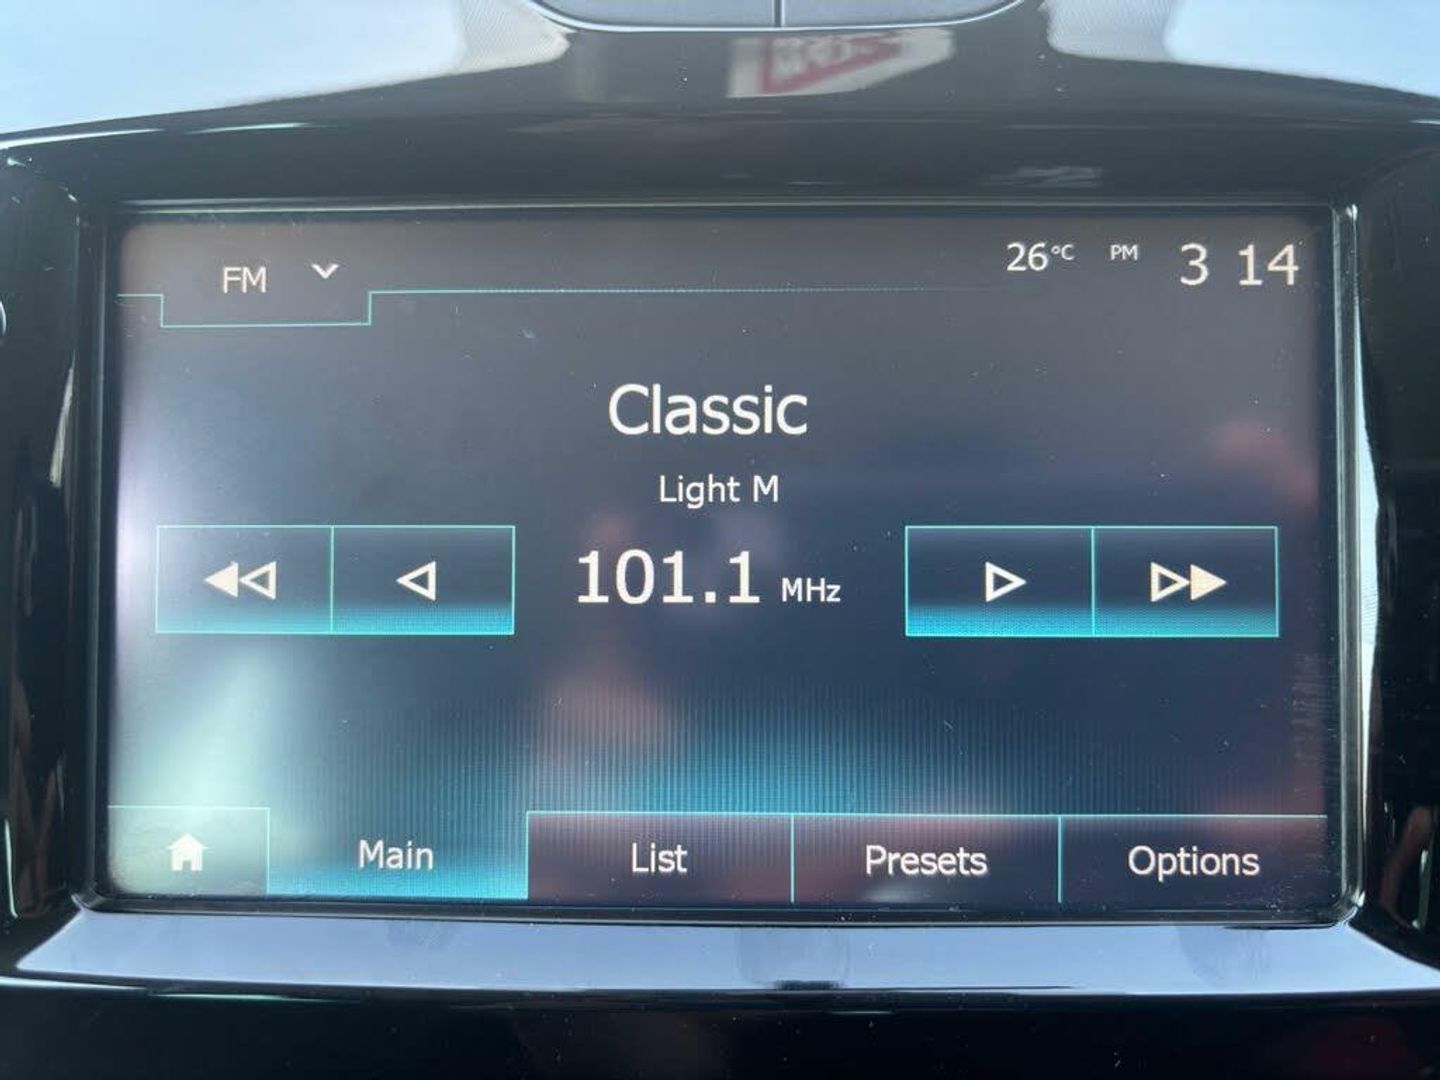 FM
26°C PM 3 14
Classic
Light M
101.1 MHz
Main List Presets Options